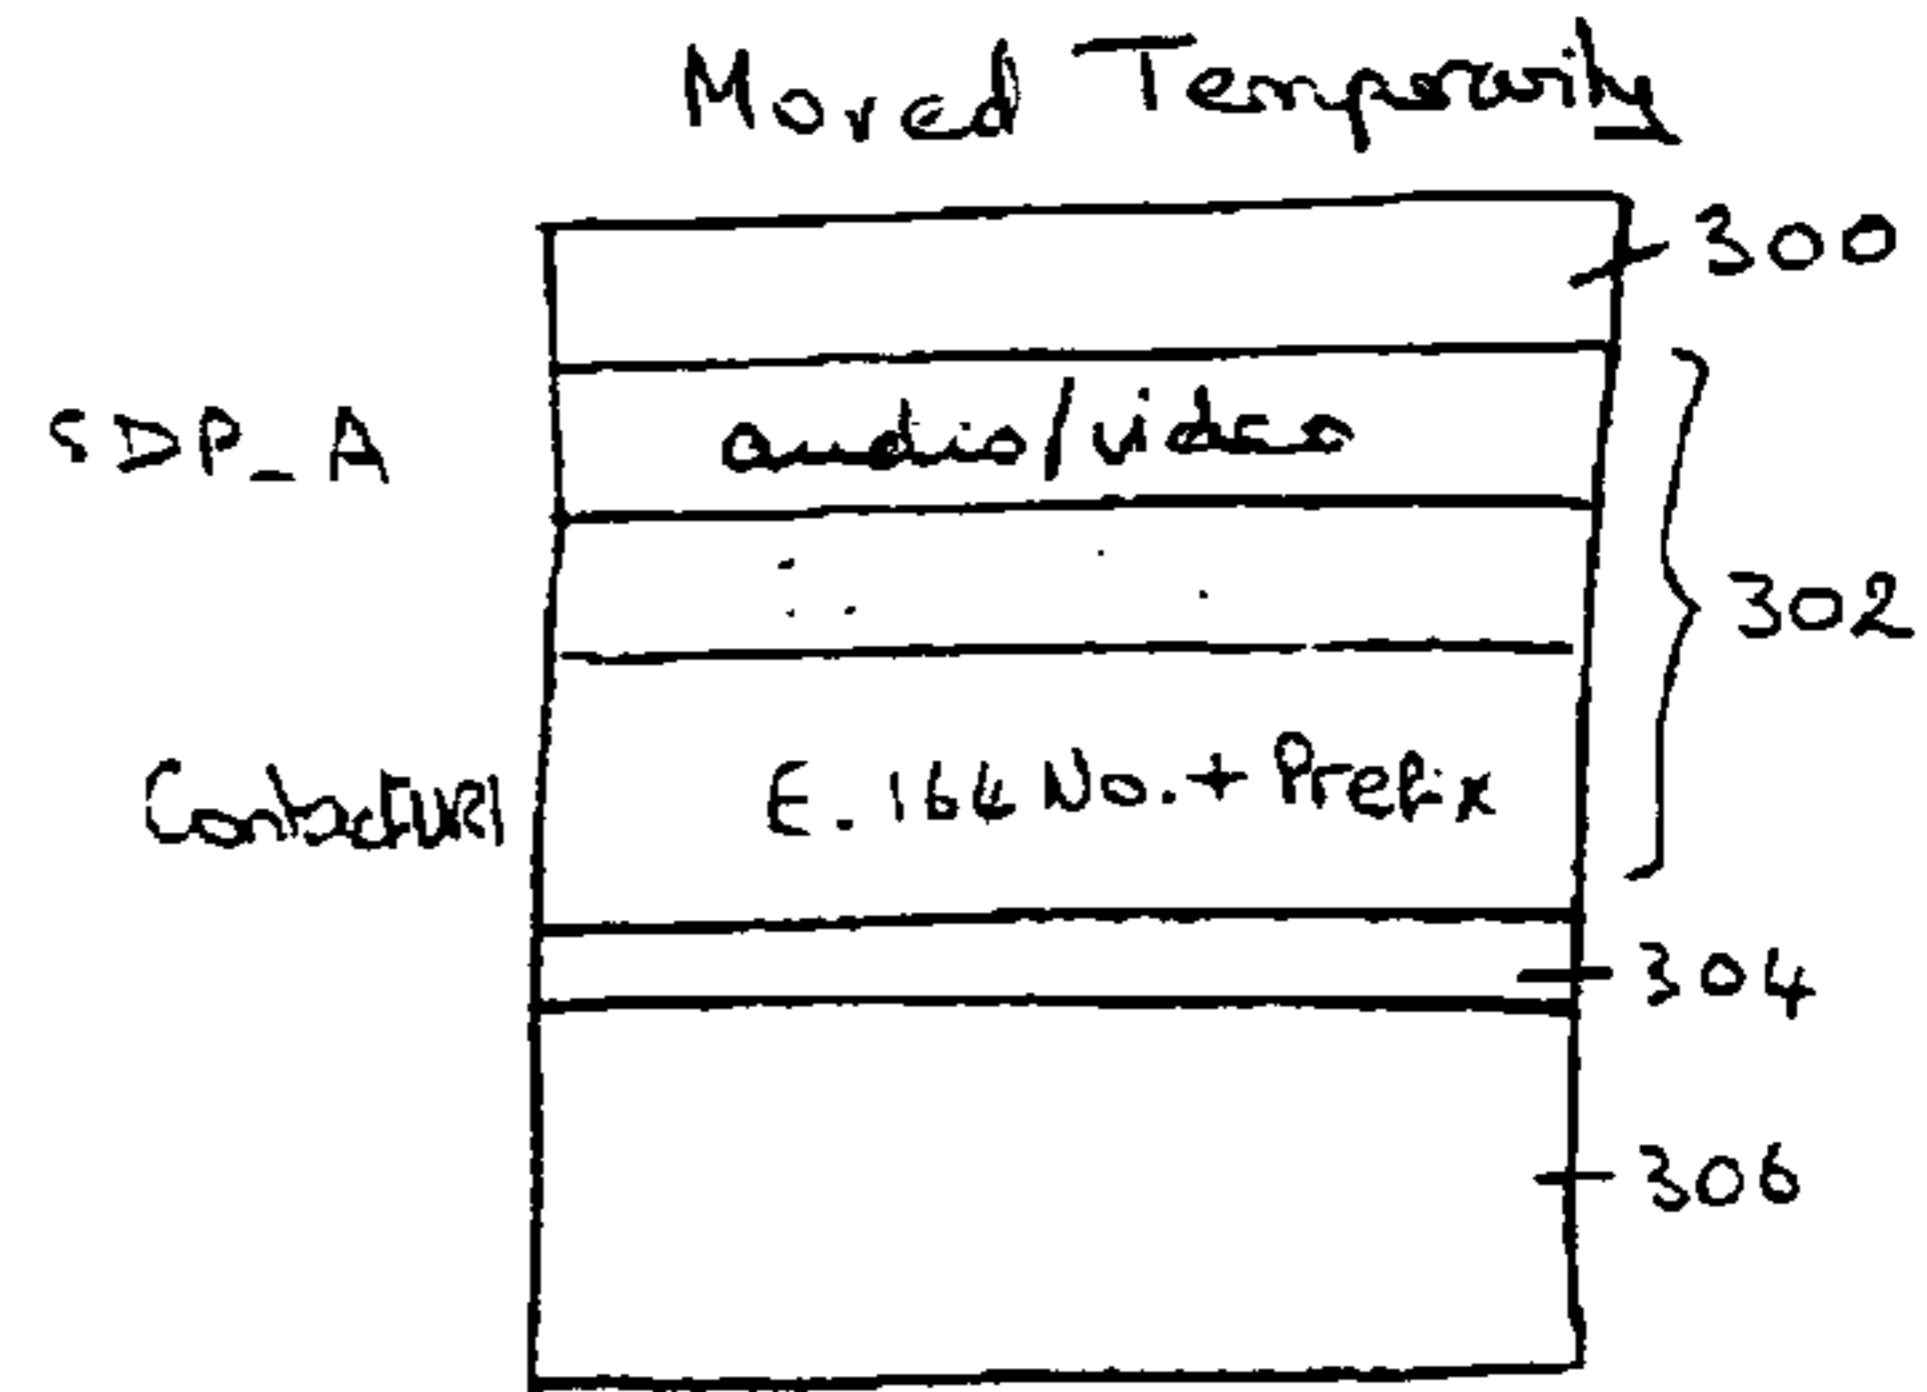 Moved Temporarily
300
SDP_A audio/video
302
ContactURI E.164 No. + Prefix
304
306